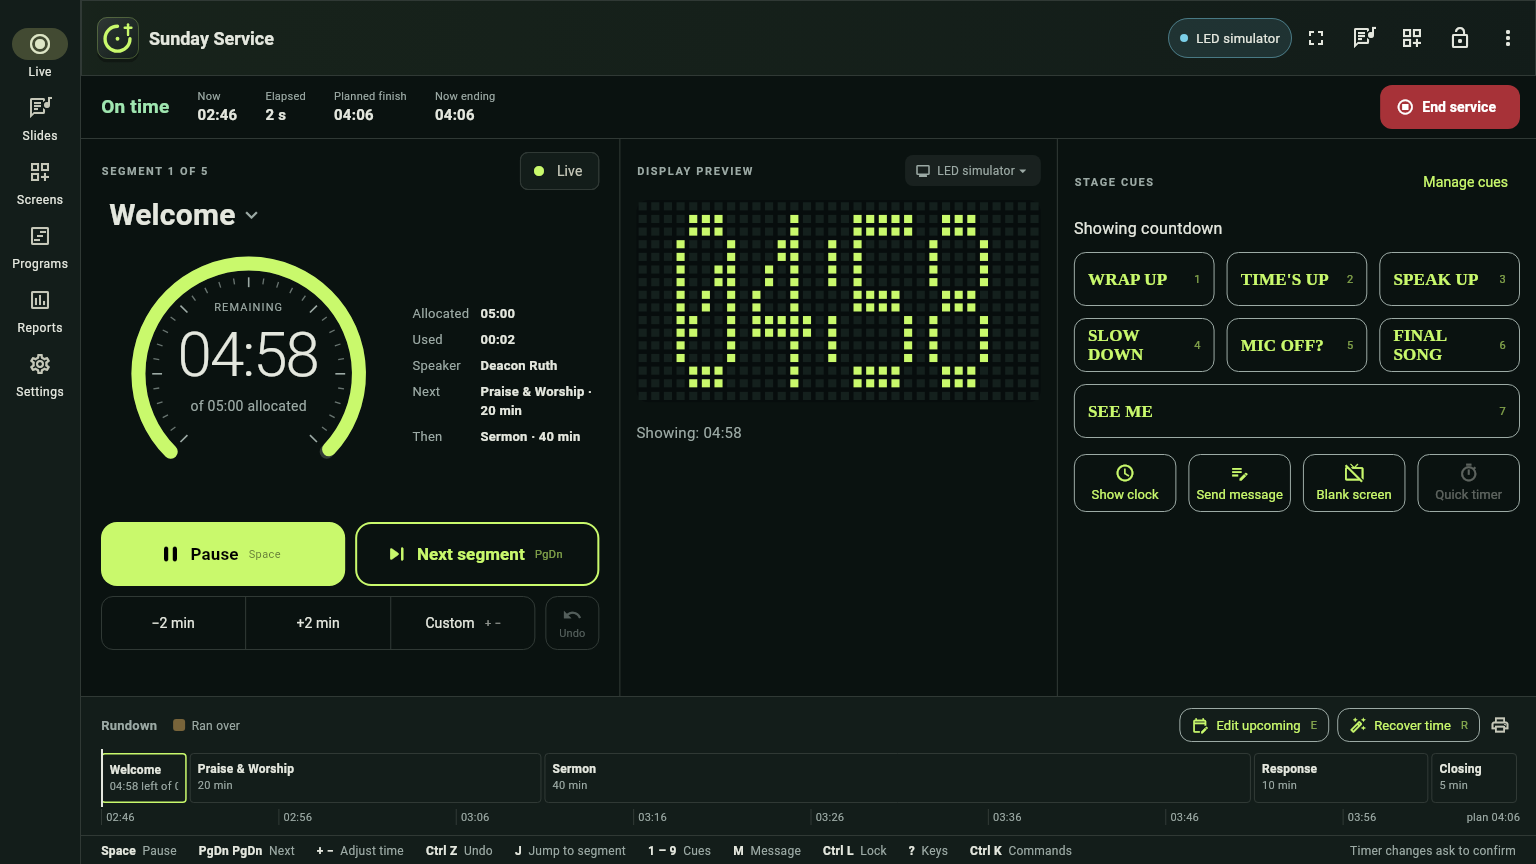 Sunday Service
LED simulator
Live
Slides
Screens
Programs
Reports
Settings
On time
Now
02:46
Elapsed
2 s
Planned finish
04:06
Now ending
04:06
End service
SEGMENT 1 OF 5
Live
Welcome
REMAINING
04:58
of 05:00 allocated
Allocated 05:00
Used 00:02
Speaker Deacon Ruth
Next Praise & Worship ·
20 min
Then Sermon · 40 min
Pause Space
Next segment PgDn
−2 min
+2 min
Custom + −
Undo
DISPLAY PREVIEW
LED simulator
04:58
Showing: 04:58
STAGE CUES
Manage cues
Showing countdown
WRAP UP 1
TIME'S UP 2
SPEAK UP 3
SLOW
DOWN 4
MIC OFF? 5
FINAL
SONG 6
SEE ME 7
Show clock
Send message
Blank screen
Quick timer
Rundown
Ran over
Edit upcoming E
Recover time R
Welcome
04:58 left of
Praise & Worship
20 min
Sermon
40 min
Response
10 min
Closing
5 min
02:46 02:56 03:06 03:16 03:26 03:36 03:46 03:56 plan 04:06
Space Pause PgDn PgDn Next + − Adjust time Ctrl Z Undo J Jump to segment 1 – 9 Cues M Message Ctrl L Lock ? Keys Ctrl K Commands Timer changes ask to confirm